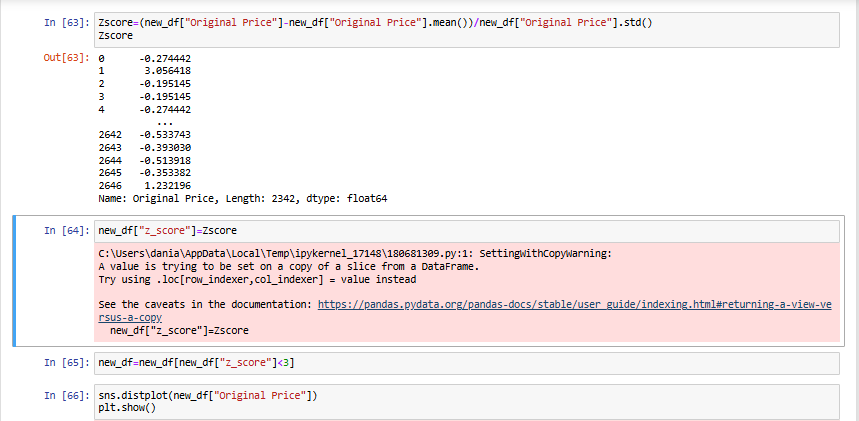 In [63]: Zscore=(new_df["Original Price"]-new_df["Original Price"].mean())/new_df["Original Price"].std()
Zscore
Out[63]: 0 -0.274442
1 3.056418
2 -0.195145
3 -0.195145
4 -0.274442
...
2642 -0.533743
2643 -0.393030
2644 -0.513918
2645 -0.353382
2646 1.232196
Name: Original Price, Length: 2342, dtype: float64
In [64]: new_df["z_score"]=Zscore
C:\Users\dania\AppData\Local\Temp\ipykernel_17148\180681309.py:1: SettingWithCopyWarning:
A value is trying to be set on a copy of a slice from a DataFrame.
Try using .loc[row_indexer,col_indexer] = value instead
See the caveats in the documentation: https://pandas.pydata.org/pandas-docs/stable/user_guide/indexing.html#returning-a-view-ve
rsus-a-copy
new_df["z_score"]=Zscore
In [65]: new_df=new_df[new_df["z_score"]<3]
In [66]: sns.distplot(new_df["Original Price"])
plt.show()